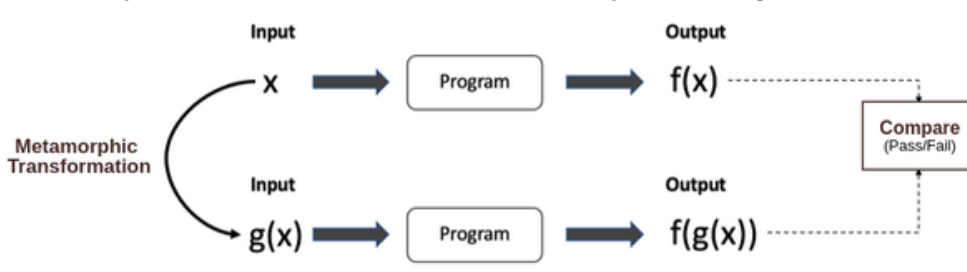 Input
Output
x
Program
f(x)
Compare
(Pass/Fail)
Metamorphic
Transformation
Input
Output
g(x)
Program
f(g(x))